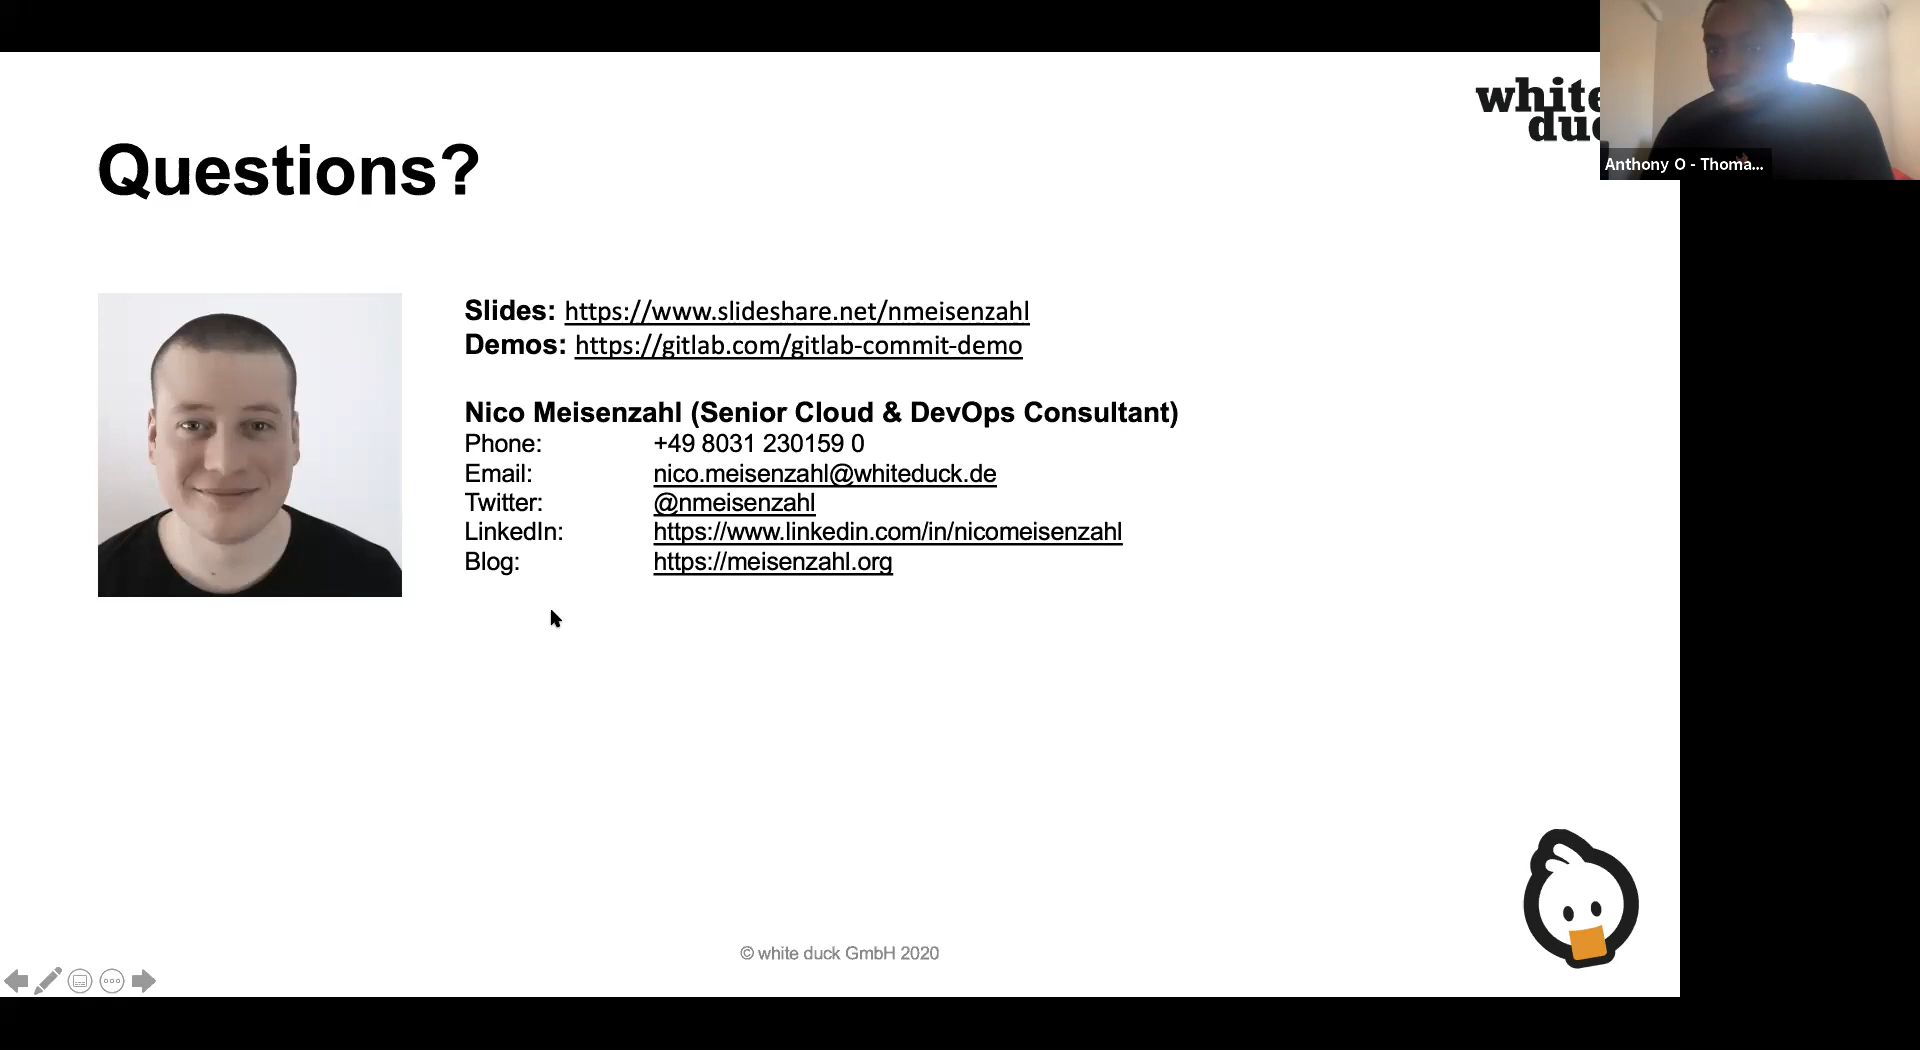 white
duc
Anthony O - Thoma...
Questions?
Slides: https://www.slideshare.net/nmeisenzahl
Demos: https://gitlab.com/gitlab-commit-demo
Nico Meisenzahl (Senior Cloud & DevOps Consultant)
Phone: +49 8031 230159 0
Email: nico.meisenzahl@whiteduck.de
Twitter: @nmeisenzahl
LinkedIn: https://www.linkedin.com/in/nicomeisenzahl
Blog: https://meisenzahl.org
© white duck GmbH 2020